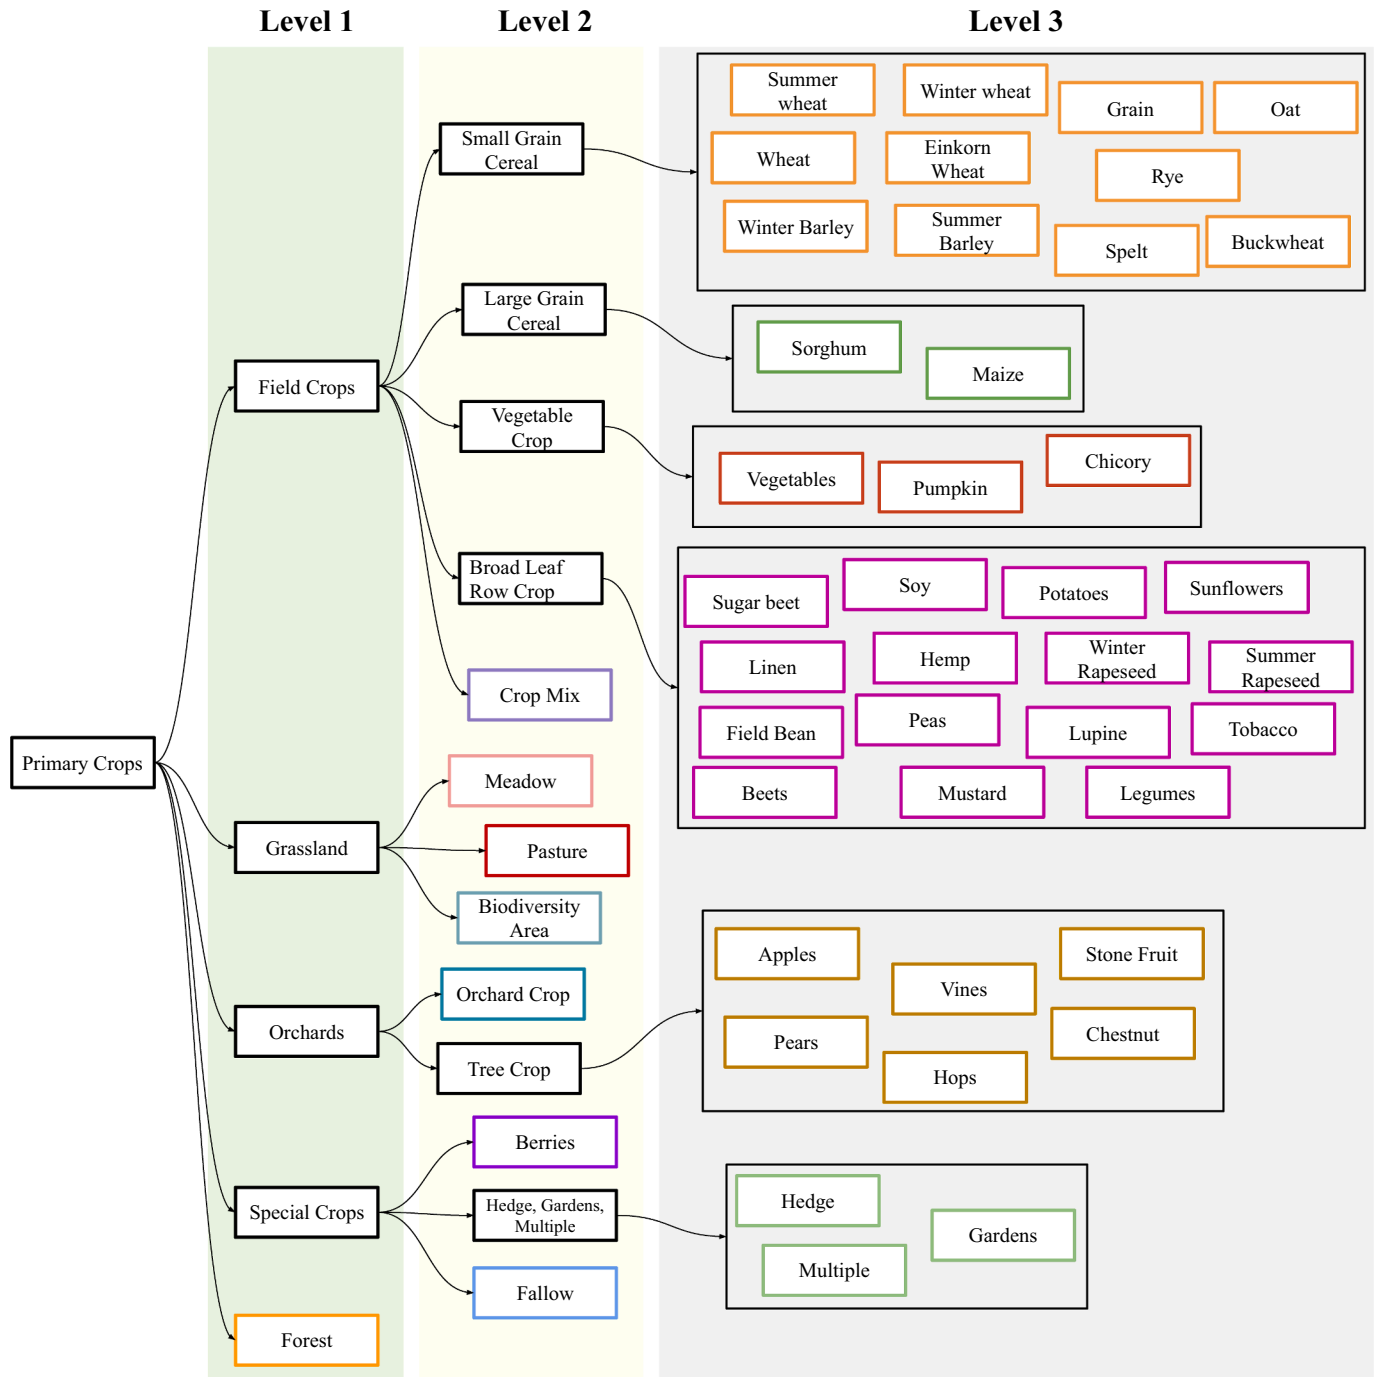 Level 1
Level 2
Level 3
Primary Crops
Field Crops
Grassland
Orchards
Special Crops
Forest
Small Grain
Cereal
Large Grain
Cereal
Vegetable
Crop
Broad Leaf
Row Crop
Crop Mix
Meadow
Pasture
Biodiversity
Area
Orchard Crop
Tree Crop
Berries
Hedge, Gardens,
Multiple
Fallow
Summer
wheat
Winter wheat
Grain
Oat
Wheat
Einkorn
Wheat
Rye
Winter Barley
Summer
Barley
Spelt
Buckwheat
Sorghum
Maize
Vegetables
Pumpkin
Chicory
Sugar beet
Soy
Potatoes
Sunflowers
Linen
Hemp
Winter
Rapeseed
Summer
Rapeseed
Field Bean
Peas
Lupine
Tobacco
Beets
Mustard
Legumes
Apples
Vines
Stone Fruit
Pears
Hops
Chestnut
Hedge
Gardens
Multiple